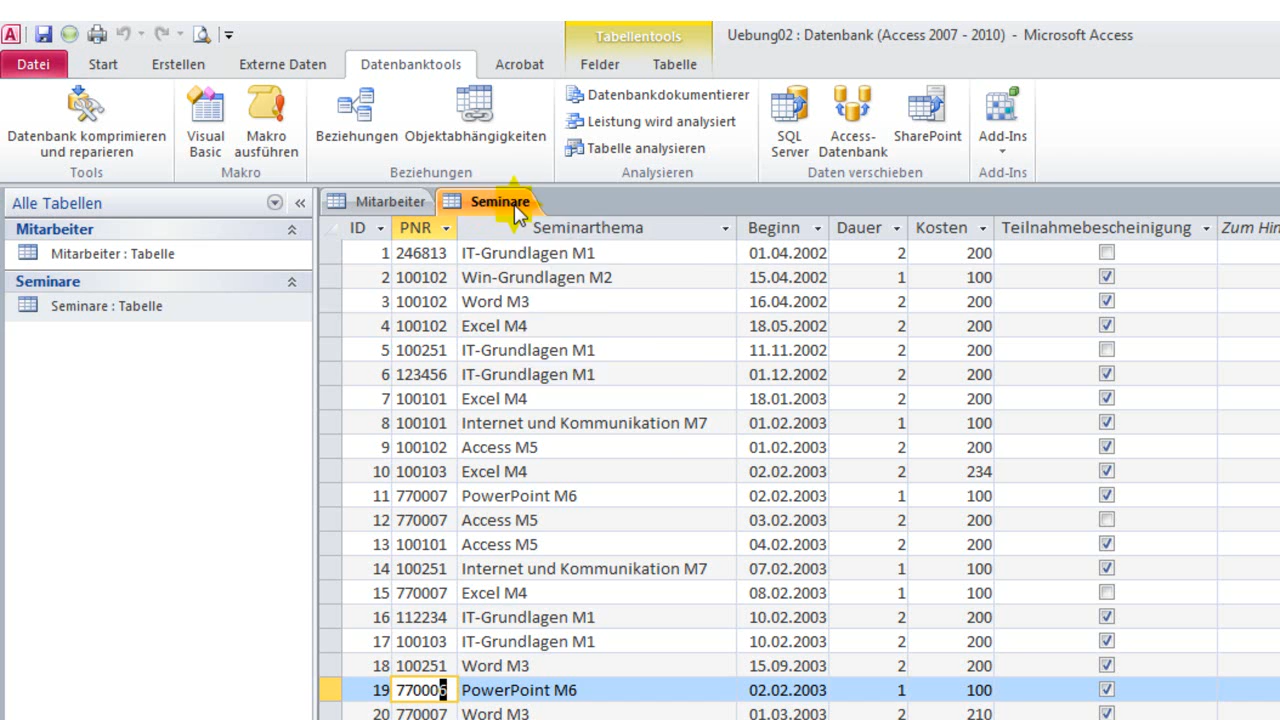 A
Tabellentools
Uebung02 : Datenbank (Access 2007 - 2010) - Microsoft Access
Datei Start Erstellen Externe Daten Datenbanktools Acrobat Felder Tabelle
Datenbank komprimieren und reparieren
Visual Basic
Makro ausführen
Beziehungen Objektabhängigkeiten
Datenbankdokumentierer
Leistung wird analysiert
Tabelle analysieren
SQL Server
Access-Datenbank
SharePoint
Add-Ins
Tools Makro Beziehungen Analysieren Daten verschieben Add-Ins
Alle Tabellen «
Mitarbeiter
Mitarbeiter : Tabelle
Seminare
Seminare : Tabelle
Mitarbeiter Seminare
ID PNR Seminarthema Beginn Dauer Kosten Teilnahmebescheinigung Zum Hin
1 246813 IT-Grundlagen M1 01.04.2002 2 200
2 100102 Win-Grundlagen M2 15.04.2002 1 100
3 100102 Word M3 16.04.2002 2 200
4 100102 Excel M4 18.05.2002 2 200
5 100251 IT-Grundlagen M1 11.11.2002 2 200
6 123456 IT-Grundlagen M1 01.12.2002 2 200
7 100101 Excel M4 18.01.2003 2 200
8 100101 Internet und Kommunikation M7 01.02.2003 1 100
9 100102 Access M5 01.02.2003 2 200
10 100103 Excel M4 02.02.2003 2 234
11 770007 PowerPoint M6 02.02.2003 1 100
12 770007 Access M5 03.02.2003 2 200
13 100101 Access M5 04.02.2003 2 200
14 100251 Internet und Kommunikation M7 07.02.2003 1 100
15 770007 Excel M4 08.02.2003 1 100
16 112234 IT-Grundlagen M1 10.02.2003 2 200
17 100103 IT-Grundlagen M1 10.02.2003 2 200
18 100251 Word M3 15.09.2003 2 200
19 770006 PowerPoint M6 02.02.2003 1 100
20 770007 Word M3 01.03.2003 2 210